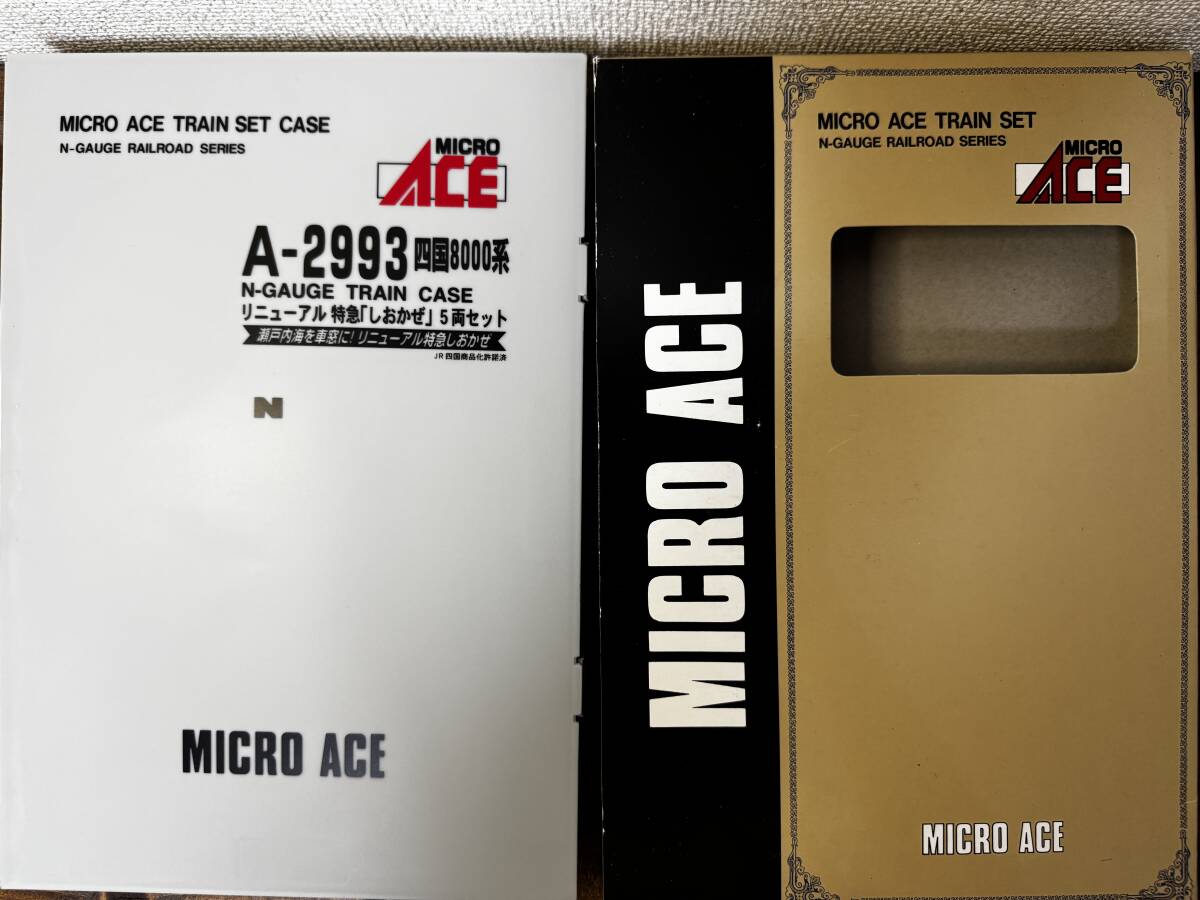 MICRO ACE TRAIN SET CASE
N-GAUGE RAILROAD SERIES
MICRO
ACE
A-2993 四国8000系
N-GAUGE TRAIN CASE
リニューアル 特急「しおかぜ」5両セット
瀬戸内海を車窓に!リニューアル特急しおかぜ
JR四国商品化許諾済
N
MICRO ACE
MICRO ACE
MICRO ACE TRAIN SET
N-GAUGE RAILROAD SERIES
MICRO
ACE
MICRO ACE